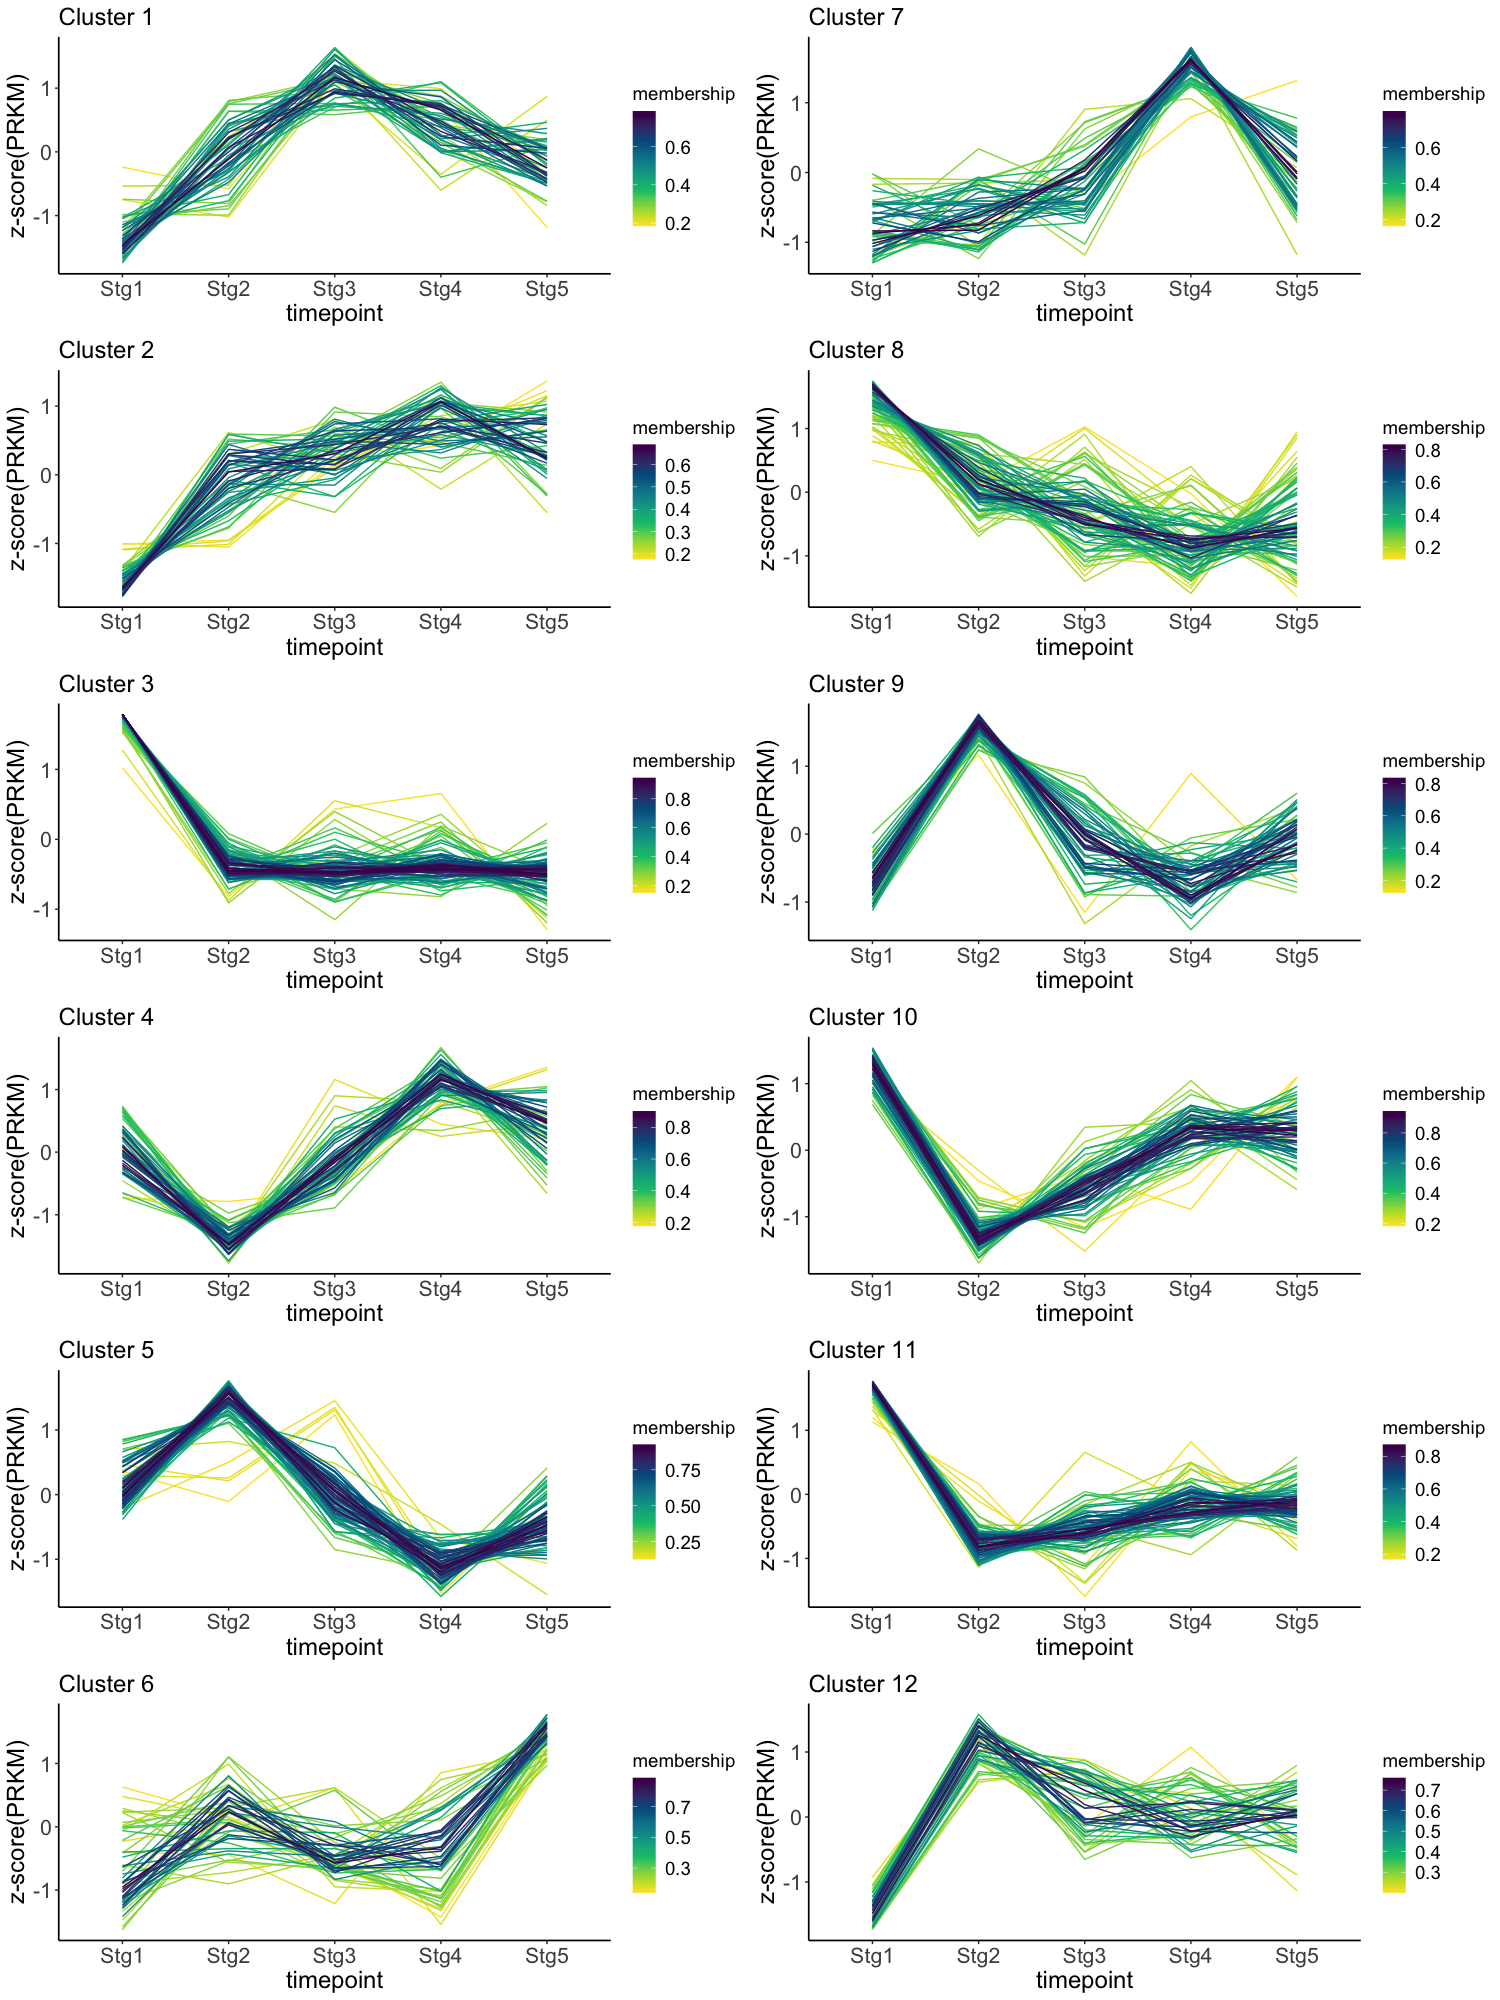 Cluster 1
z-score(PRKM)
1
0
-1
Stg1 Stg2 Stg3 Stg4 Stg5
timepoint
membership
0.6
0.4
0.2
Cluster 7
z-score(PRKM)
1
0
-1
Stg1 Stg2 Stg3 Stg4 Stg5
timepoint
membership
0.6
0.4
0.2
Cluster 2
z-score(PRKM)
1
0
-1
Stg1 Stg2 Stg3 Stg4 Stg5
timepoint
membership
0.6
0.5
0.4
0.3
0.2
Cluster 8
z-score(PRKM)
1
0
-1
Stg1 Stg2 Stg3 Stg4 Stg5
timepoint
membership
0.8
0.6
0.4
0.2
Cluster 3
z-score(PRKM)
1
0
-1
Stg1 Stg2 Stg3 Stg4 Stg5
timepoint
membership
0.8
0.6
0.4
0.2
Cluster 9
z-score(PRKM)
1
0
-1
Stg1 Stg2 Stg3 Stg4 Stg5
timepoint
membership
0.8
0.6
0.4
0.2
Cluster 4
z-score(PRKM)
1
0
-1
Stg1 Stg2 Stg3 Stg4 Stg5
timepoint
membership
0.8
0.6
0.4
0.2
Cluster 10
z-score(PRKM)
1
0
-1
Stg1 Stg2 Stg3 Stg4 Stg5
timepoint
membership
0.8
0.6
0.4
0.2
Cluster 5
z-score(PRKM)
1
0
-1
Stg1 Stg2 Stg3 Stg4 Stg5
timepoint
membership
0.75
0.50
0.25
Cluster 11
z-score(PRKM)
1
0
-1
Stg1 Stg2 Stg3 Stg4 Stg5
timepoint
membership
0.8
0.6
0.4
0.2
Cluster 6
z-score(PRKM)
1
0
-1
Stg1 Stg2 Stg3 Stg4 Stg5
timepoint
membership
0.7
0.5
0.3
Cluster 12
z-score(PRKM)
1
0
-1
Stg1 Stg2 Stg3 Stg4 Stg5
timepoint
membership
0.7
0.6
0.5
0.4
0.3